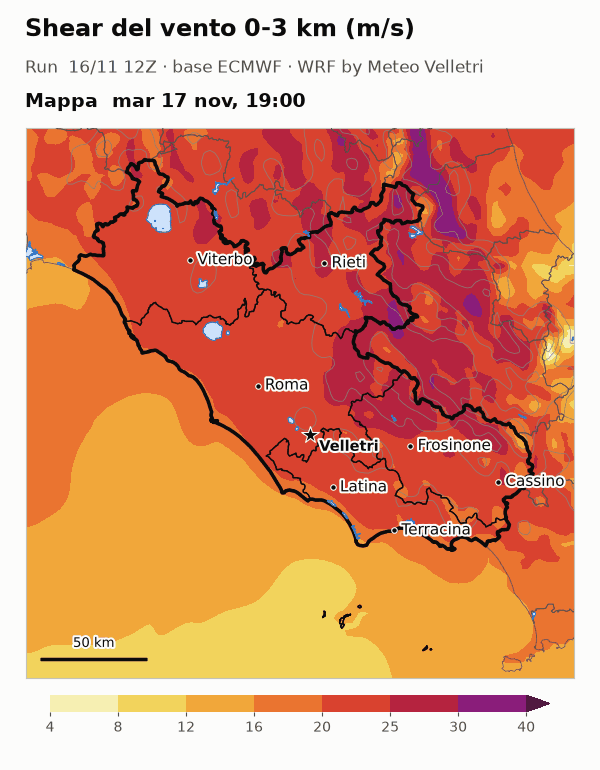 Shear del vento 0-3 km (m/s)
Run 16/11 12Z · base ECMWF · WRF by Meteo Velletri
Mappa mar 17 nov, 19:00
Viterbo
Rieti
Roma
Velletri
Frosinone
Cassino
Latina
Terracina
50 km
4 8 12 16 20 25 30 40